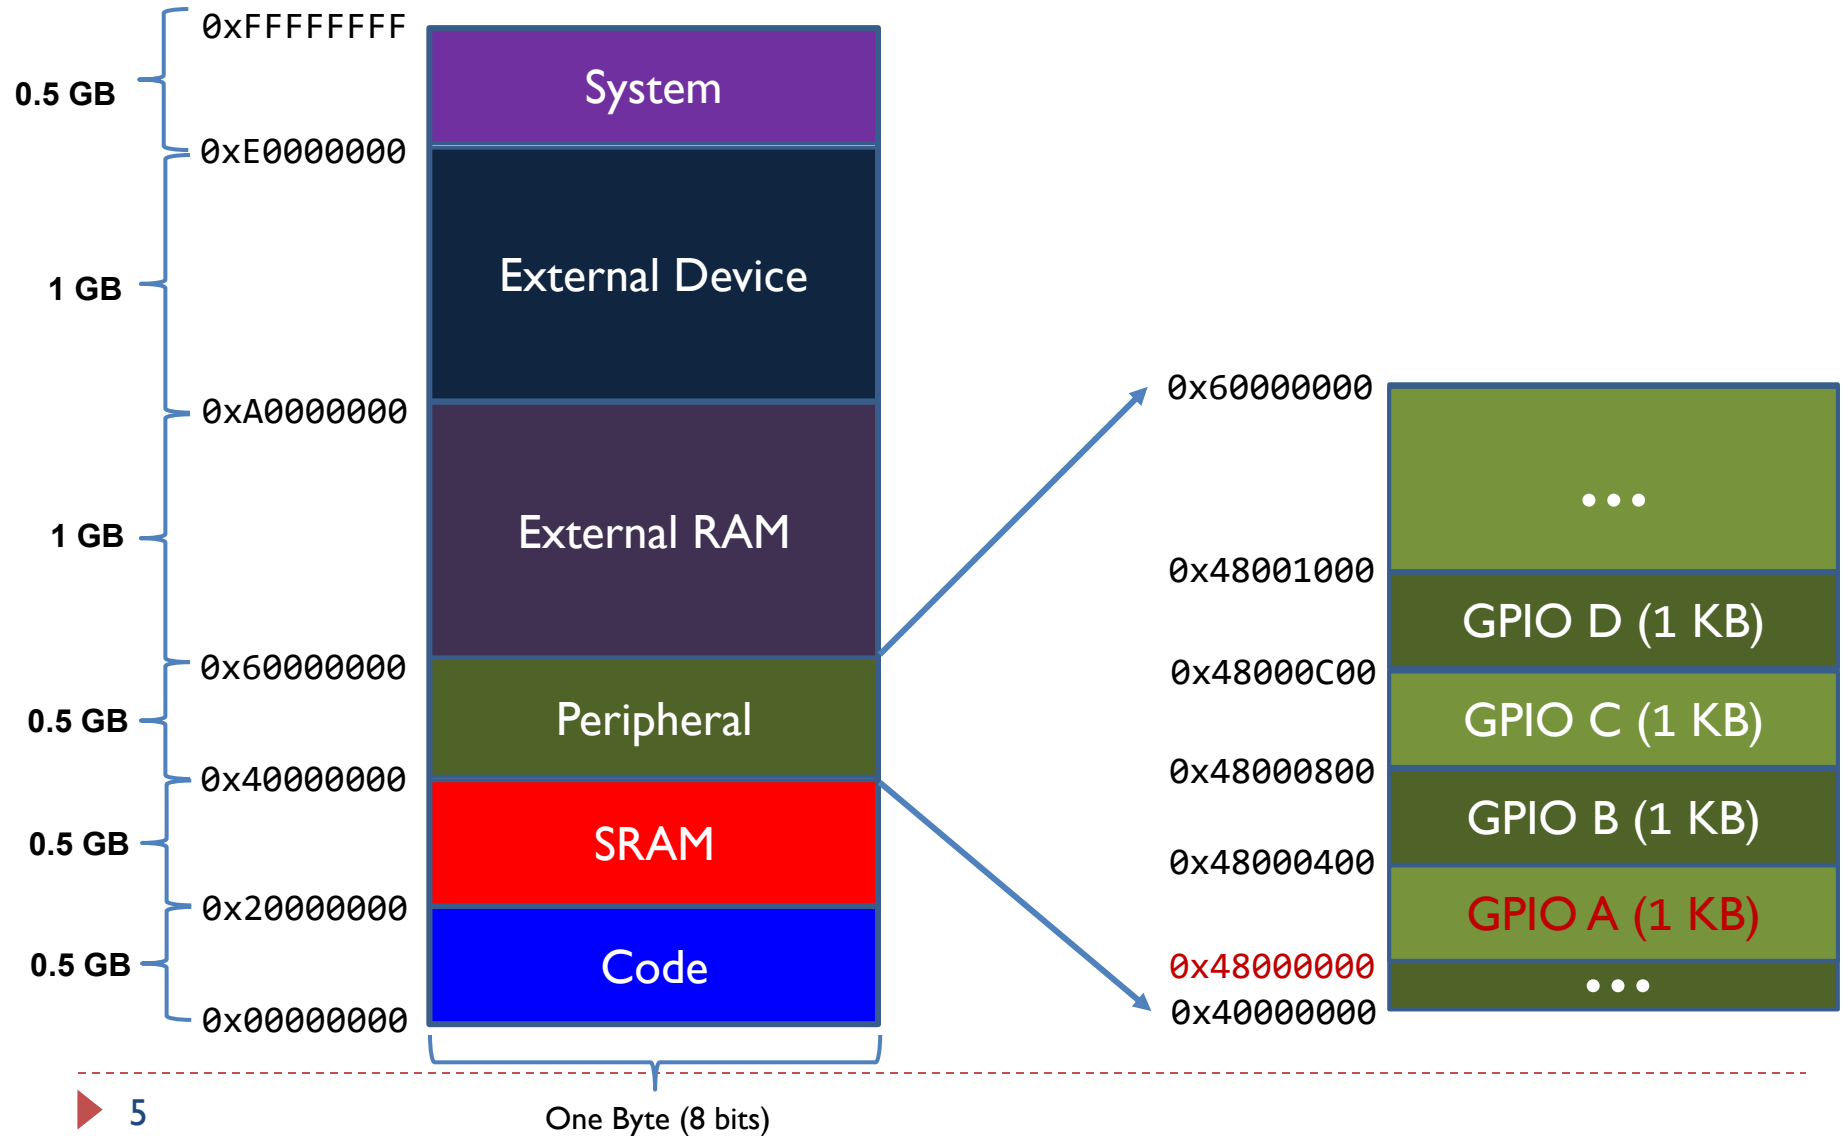 0xFFFFFFFF
System
0.5 GB
0xE0000000
External Device
1 GB
0xA0000000
External RAM
1 GB
0x60000000
Peripheral
0.5 GB
0x40000000
SRAM
0.5 GB
0x20000000
Code
0.5 GB
0x00000000
One Byte (8 bits)
0x60000000
...
0x48001000
GPIO D (1 KB)
0x48000C00
GPIO C (1 KB)
0x48000800
GPIO B (1 KB)
0x48000400
GPIO A (1 KB)
0x48000000
...
0x40000000
5